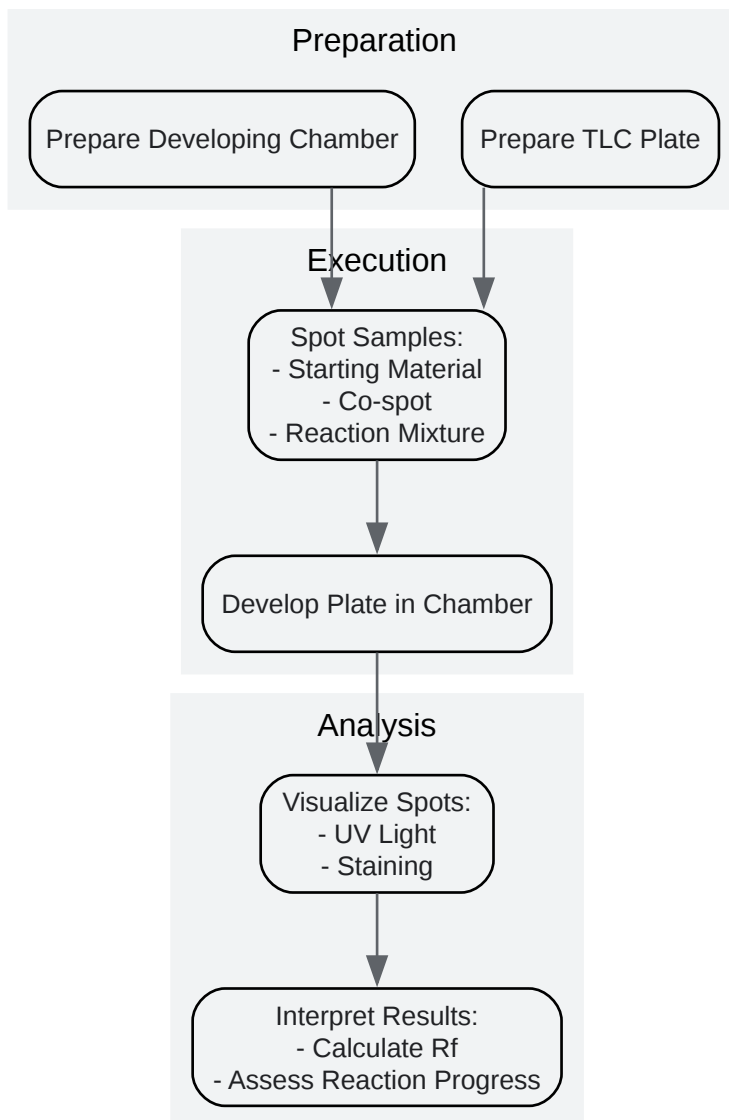 Preparation
Prepare Developing Chamber
Prepare TLC Plate
Execution
Spot Samples:
- Starting Material
- Co-spot
- Reaction Mixture
Develop Plate in Chamber
Analysis
Visualize Spots:
- UV Light
- Staining
Interpret Results:
- Calculate Rf
- Assess Reaction Progress